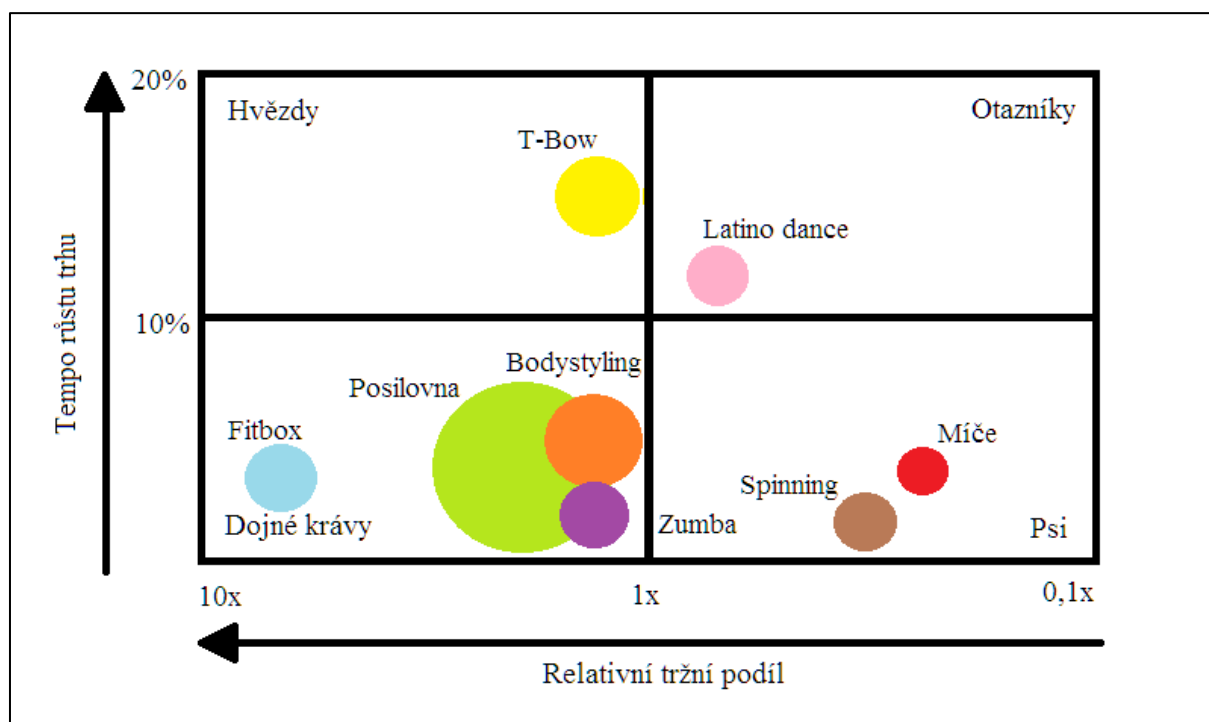 20%
Hvězdy
Otazníky
T-Bow
Latino dance
Tempo růstu trhu
10%
Bodystyling
Posilovna
Fitbox
Míče
Spinning
Dojné krávy
Zumba
Psi
10x
1x
0,1x
Relativní tržní podíl